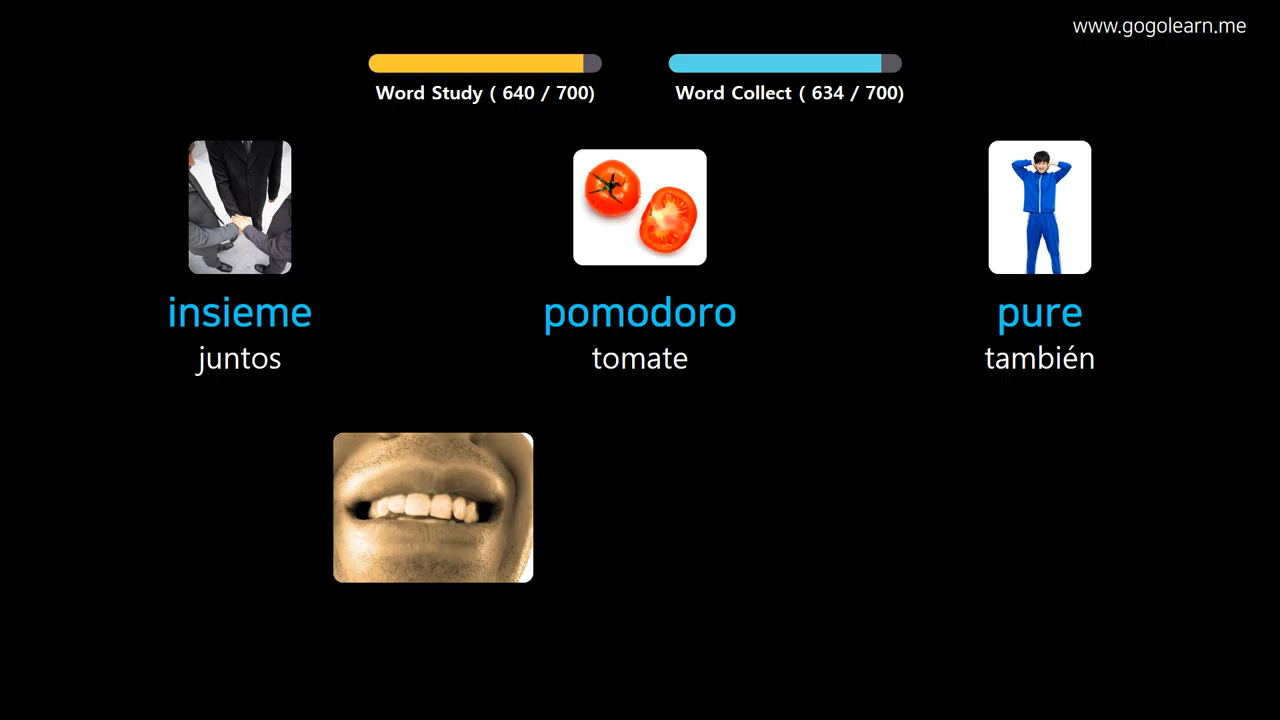 www.gogolearn.me
Word Study ( 640 / 700)
Word Collect ( 634 / 700)
insieme
juntos
pomodoro
tomate
pure
también